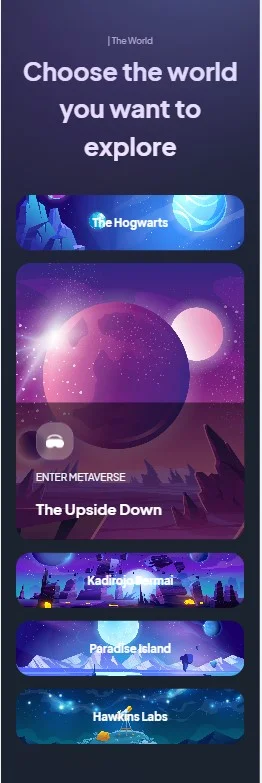 | The World
Choose the world
you want to
explore
The Hogwarts
ENTER METAVERSE
The Upside Down
Kadirojo Permai
Paradise Island
Hawkins Labs